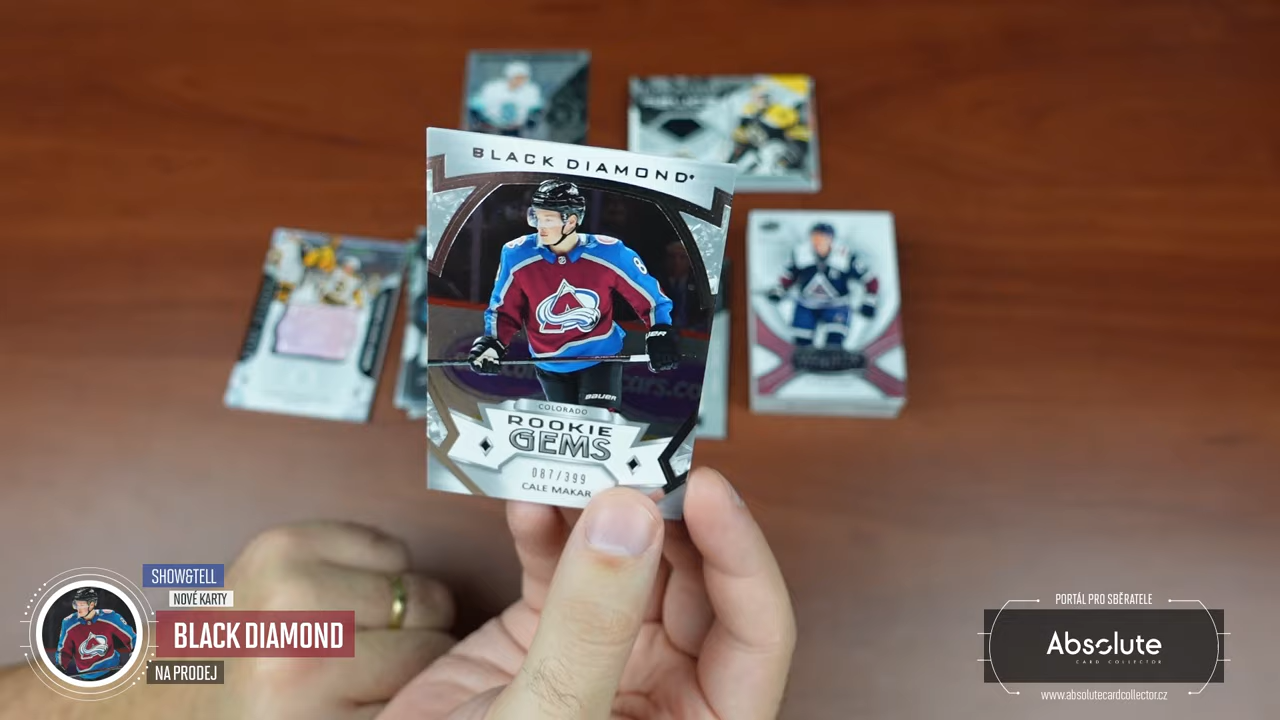 BLACK DIAMOND
8
BAUER
COLORADO
ROOKIE
GEMS
087/399
CALE MAKAR
SHOW&TELL
NOVÉ KARTY
BLACK DIAMOND
NA PRODEJ
PORTÁL PRO SBĚRATELE
Absolute
CARD COLLECTOR
www.absolutecardcollector.cz